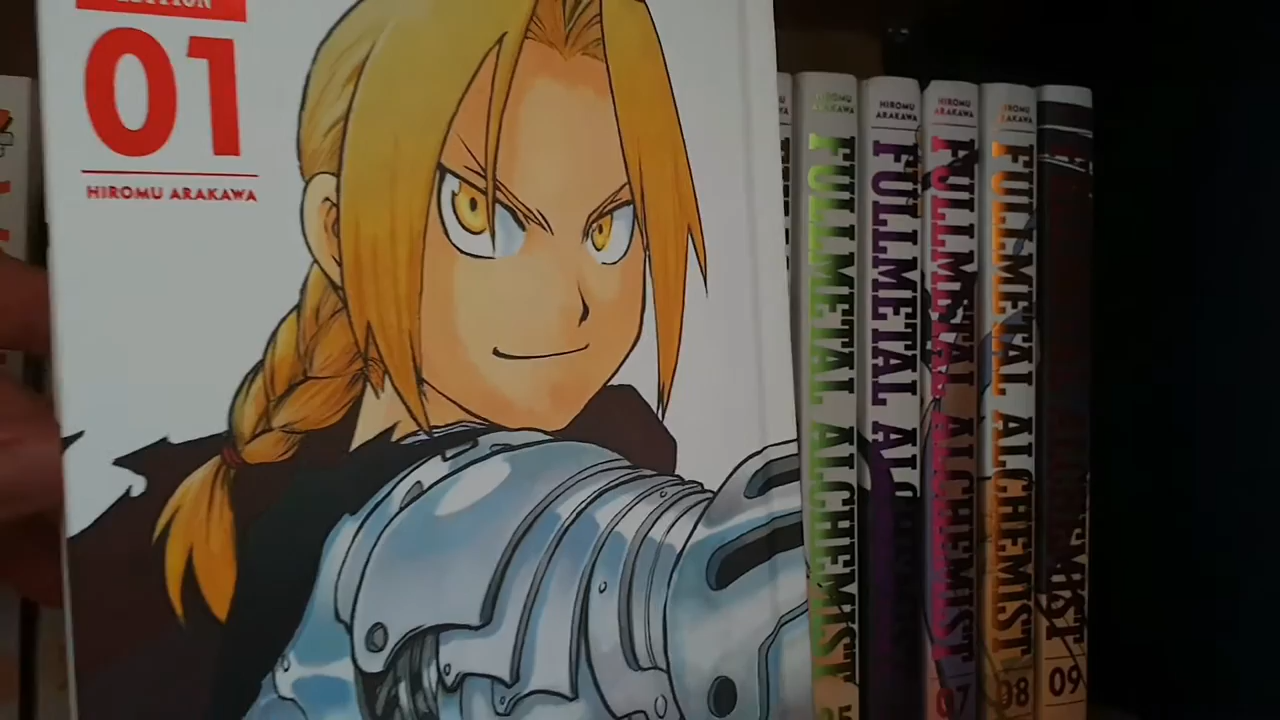 EDITION
01
HIROMU ARAKAWA
HIROMU
ARAKAWA
FULLMETAL ALCHEMIST
HIROMU
ARAKAWA
FULLMETAL
HIROMU
ARAKAWA
FULLMETAL ALCHEMIST
07
HIROMU
ARAKAWA
FULLMETAL ALCHEMIST
08
09